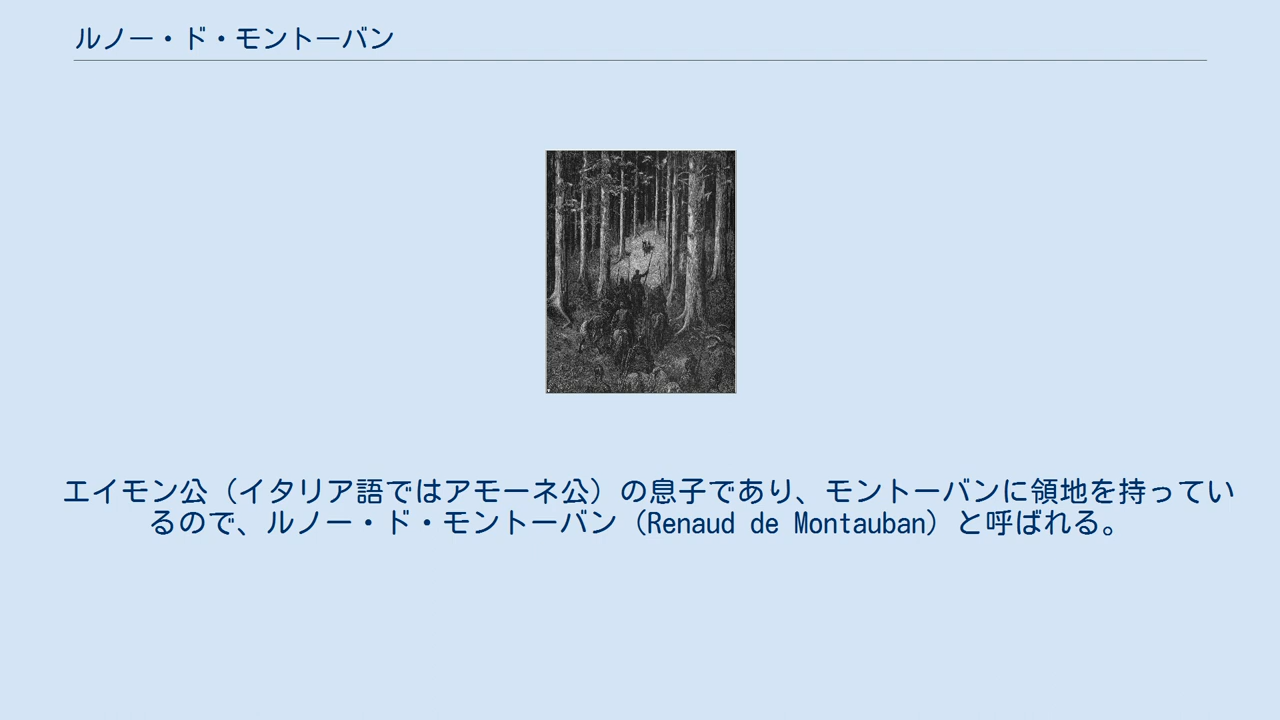 ルノー・ド・モントーバン
エイモン公（イタリア語ではアモーネ公）の息子であり、モントーバンに領地を持ってい
るので、ルノー・ド・モントーバン（Renaud de Montauban）と呼ばれる。